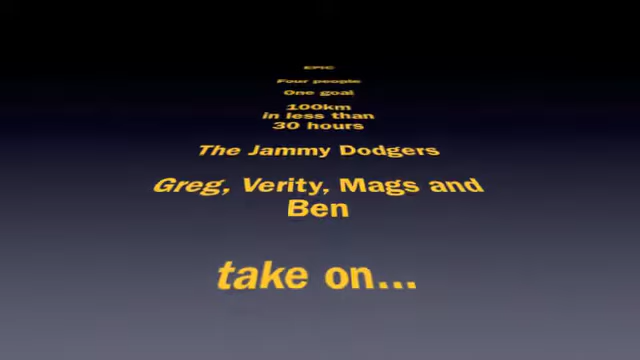 EPIC
Four people
One goal
100km
in less than
30 hours
The Jammy Dodgers
Greg, Verity, Mags and
Ben
take on...